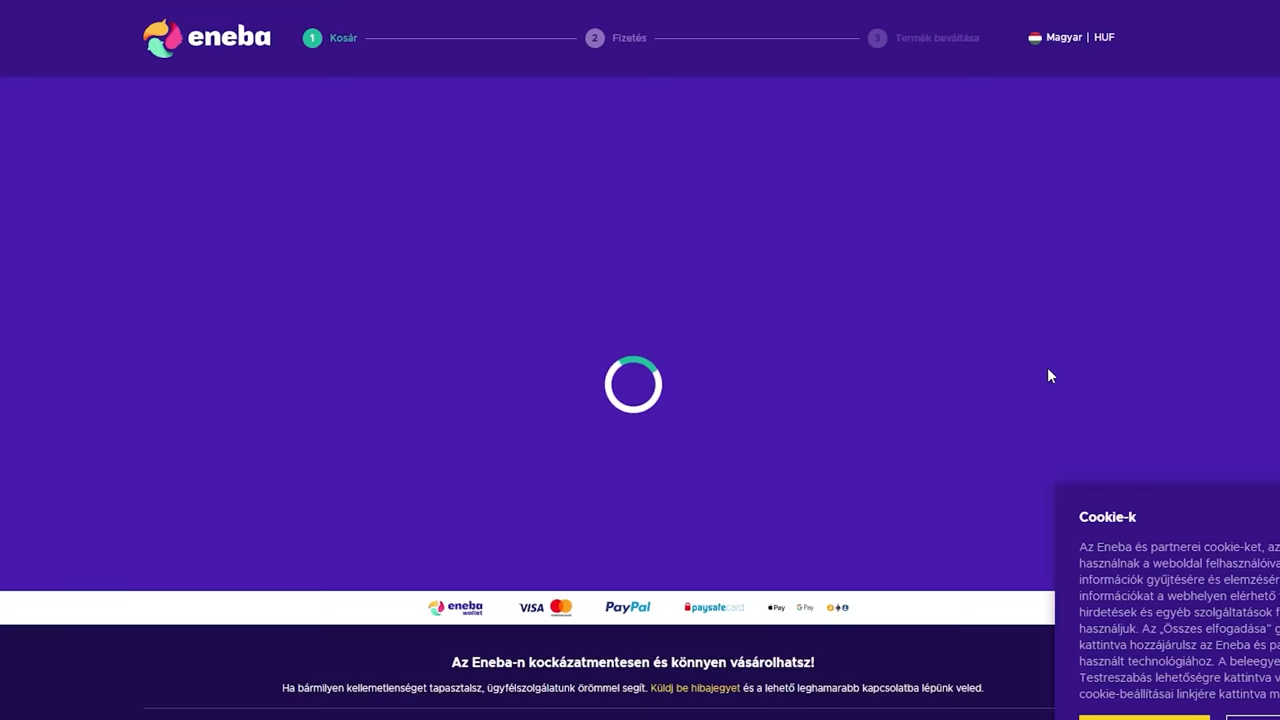 eneba
1 Kosár
2 Fizetés
3 Termék beváltása
Magyar | HUF
Cookie-k
Az Eneba és partnerei cookie-ket, az
használnak a weboldal felhasználóiva
információk gyűjtésére és elemzésér
információkat a webhelyen elérhető
hirdetések és egyéb szolgáltatások f
használjuk. Az „Összes elfogadása" g
kattintva hozzájárulsz az Eneba és pa
használt technológiához. A beleegye
Testreszabás lehetőségre kattintva v
cookie-beállításai linkjére kattintva m
eneba wallet VISA mastercard PayPal paysafecard Pay G Pay
Az Eneba-n kockázatmentesen és könnyen vásárolhatsz!
Ha bármilyen kellemetlenséget tapasztalsz, ügyfélszolgálatunk örömmel segít. Küldj be hibajegyet és a lehető leghamarabb kapcsolatba lépünk veled.